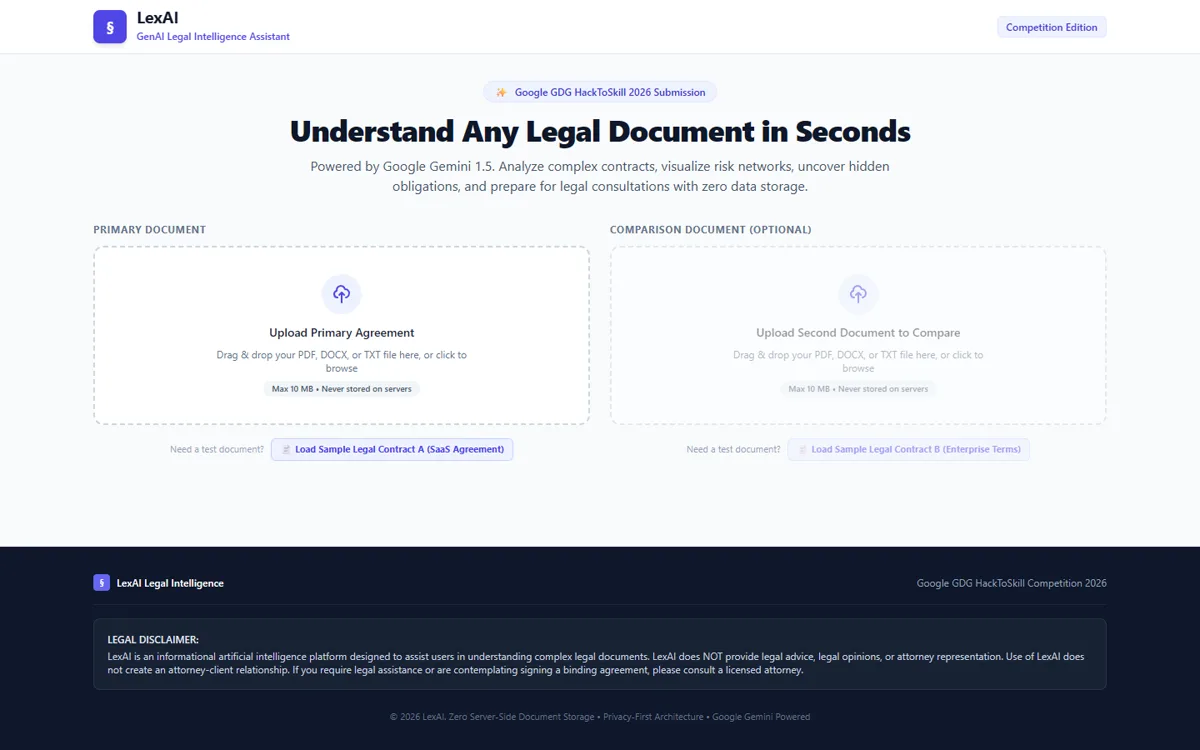 §
LexAI
GenAI Legal Intelligence Assistant
Competition Edition
✨ Google GDG HackToSkill 2026 Submission
Understand Any Legal Document in Seconds
Powered by Google Gemini 1.5. Analyze complex contracts, visualize risk networks, uncover hidden
obligations, and prepare for legal consultations with zero data storage.
PRIMARY DOCUMENT
Upload Primary Agreement
Drag & drop your PDF, DOCX, or TXT file here, or click to
browse
Max 10 MB • Never stored on servers
Need a test document?
Load Sample Legal Contract A (SaaS Agreement)
COMPARISON DOCUMENT (OPTIONAL)
Upload Second Document to Compare
Drag & drop your PDF, DOCX, or TXT file here, or click to
browse
Max 10 MB • Never stored on servers
Need a test document?
Load Sample Legal Contract B (Enterprise Terms)
§ LexAI Legal Intelligence
Google GDG HackToSkill Competition 2026
LEGAL DISCLAIMER:
LexAI is an informational artificial intelligence platform designed to assist users in understanding complex legal documents. LexAI does NOT provide legal advice, legal opinions, or attorney representation. Use of LexAI does
not create an attorney-client relationship. If you require legal assistance or are contemplating signing a binding agreement, please consult a licensed attorney.
© 2026 LexAI. Zero Server-Side Document Storage • Privacy-First Architecture • Google Gemini Powered